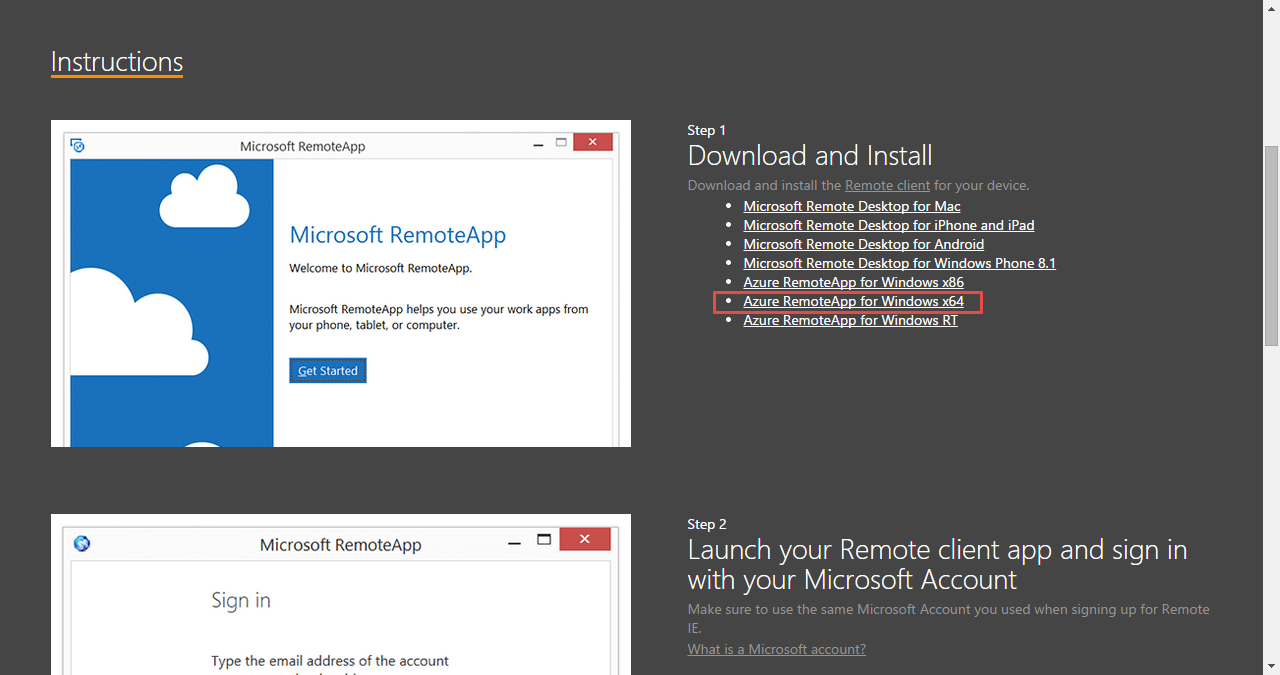 Instructions
Microsoft RemoteApp
Microsoft RemoteApp
Welcome to Microsoft RemoteApp.
Microsoft RemoteApp helps you use your work apps from
your phone, tablet, or computer.
Get Started
Step 1
Download and Install
Download and install the Remote client for your device.
Microsoft Remote Desktop for Mac
Microsoft Remote Desktop for iPhone and iPad
Microsoft Remote Desktop for Android
Microsoft Remote Desktop for Windows Phone 8.1
Azure RemoteApp for Windows x86
Azure RemoteApp for Windows x64
Azure RemoteApp for Windows RT
Microsoft RemoteApp
Sign in
Type the email address of the account
Step 2
Launch your Remote client app and sign in
with your Microsoft Account
Make sure to use the same Microsoft Account you used when signing up for Remote
IE.
What is a Microsoft account?